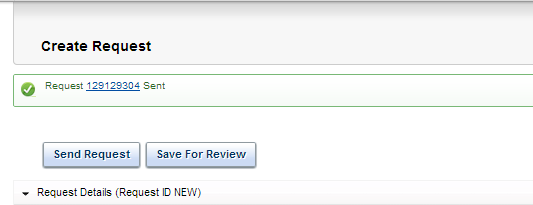 Create Request
Request 129129304 Sent
Send Request Save For Review
Request Details (Request ID NEW)